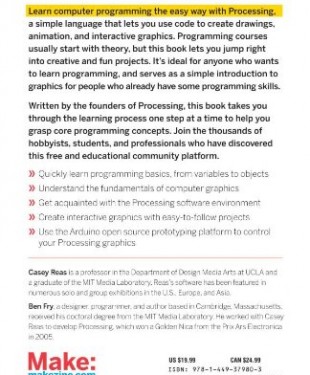 Learn computer programming the easy way with Processing,
a simple language that lets you use code to create drawings,
animation, and interactive graphics. Programming courses
usually start with theory, but this book lets you jump right
into creative and fun projects. It's ideal for anyone who wants
to learn programming, and serves as a simple introduction to
graphics for people who already have some programming skills.
Written by the founders of Processing, this book takes you
through the learning process one step at a time to help you
grasp core programming concepts. Join the thousands of
hobbyists, students, and professionals who have discovered
this free and educational community platform.
» Quickly learn programming basics, from variables to objects
» Understand the fundamentals of computer graphics
» Get acquainted with the Processing software environment
» Create interactive graphics with easy-to-follow projects
» Use the Arduino open source prototyping platform to control
your Processing graphics
Casey Reas is a professor in the Department of Design Media Arts at UCLA and
a graduate of the MIT Media Laboratory. Reas's software has been featured in
numerous solo and group exhibitions in the U.S., Europe, and Asia.
Ben Fry, a designer, programmer, and author based in Cambridge, Massachusetts,
received his doctoral degree from the MIT Media Laboratory. He worked with Casey
Reas to develop Processing, which won a Golden Nica from the Prix Ars Electronica
in 2005.
Make:
makezine.com
US $19.99 CAN $24.99
ISBN: 978-1-449-37980-3